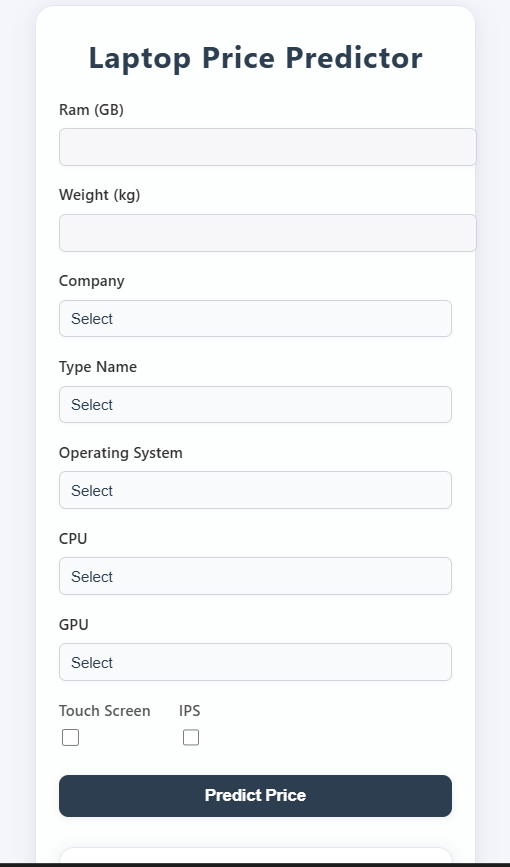 Laptop Price Predictor
Ram (GB)
Weight (kg)
Company
Select
Type Name
Select
Operating System
Select
CPU
Select
GPU
Select
Touch Screen IPS
Predict Price